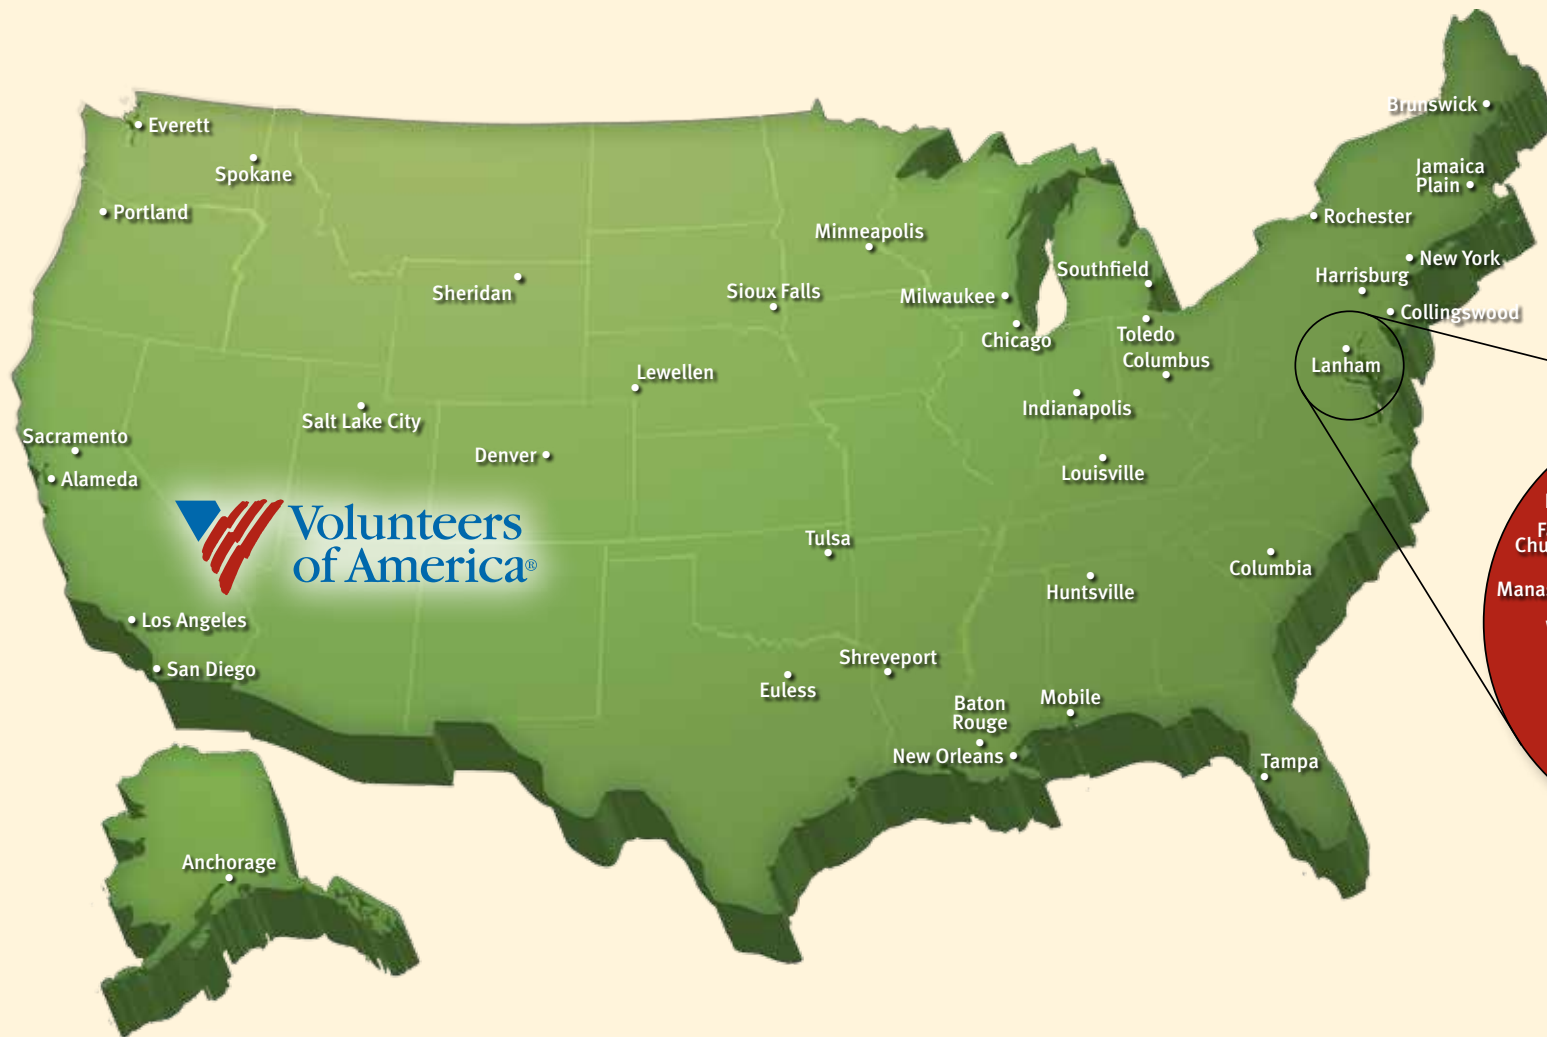 Brunswick
Everett
Spokane
Jamaica
Plain
Portland
Rochester
Minneapolis
New York
Southfield
Harrisburg
Sheridan
Sioux Falls
Milwaukee
Collingswood
Chicago
Toledo
Columbus
Lanham
Lewellen
Indianapolis
Salt Lake City
Sacramento
Denver
Louisville
Alameda
Volunteers
of America®
Tulsa
Columbia
Huntsville
Los Angeles
Shreveport
San Diego
Euless
Mobile
Baton
Rouge
New Orleans
Tampa
Anchorage